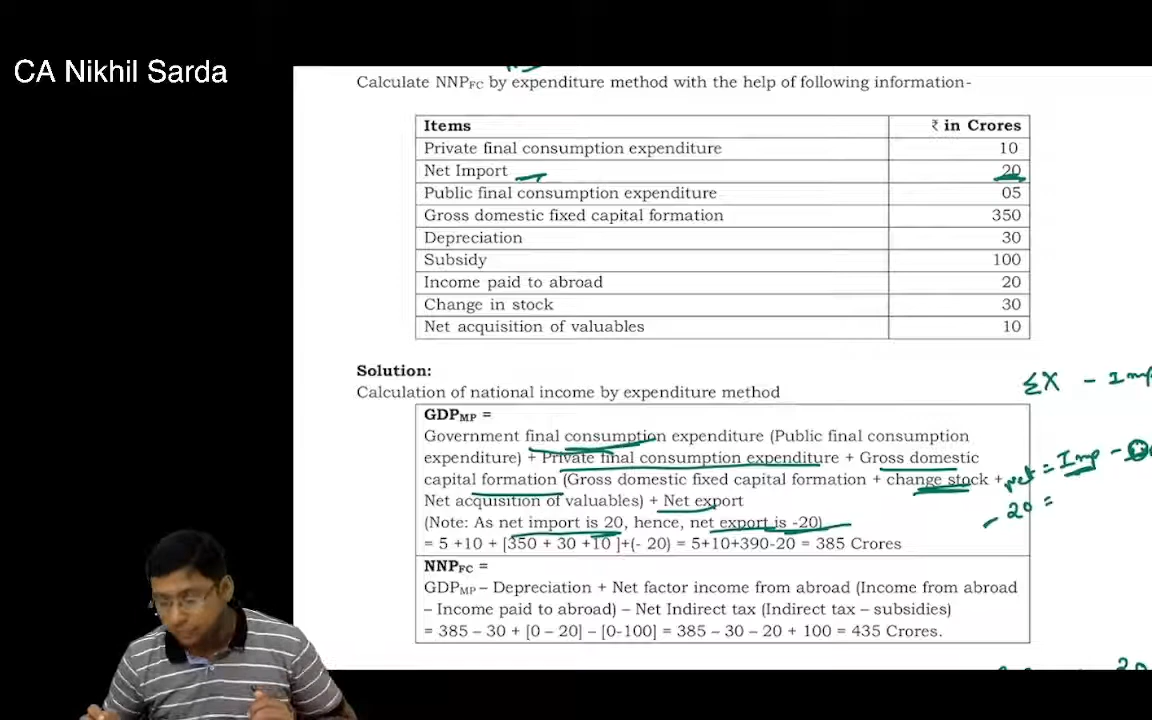 CA Nikhil Sarda
Calculate NNPFC by expenditure method with the help of following information-
Items ₹ in Crores
Private final consumption expenditure 10
Net Import 20
Public final consumption expenditure 05
Gross domestic fixed capital formation 350
Depreciation 30
Subsidy 100
Income paid to abroad 20
Change in stock 30
Net acquisition of valuables 10
Solution:
Calculation of national income by expenditure method
ΣX - Imp
GDPMP =
Government final consumption expenditure (Public final consumption
expenditure) + Private final consumption expenditure + Gross domestic
capital formation (Gross domestic fixed capital formation + change stock +
Net acquisition of valuables) + Net export
(Note: As net import is 20, hence, net export is -20)
= 5 +10 + [350 + 30 +10 ]+(- 20) = 5+10+390-20 = 385 Crores
net = Imp -
- 20 =
NNPFC =
GDPMP – Depreciation + Net factor income from abroad (Income from abroad
– Income paid to abroad) – Net Indirect tax (Indirect tax – subsidies)
= 385 – 30 + [0 – 20] – [0-100] = 385 – 30 – 20 + 100 = 435 Crores.